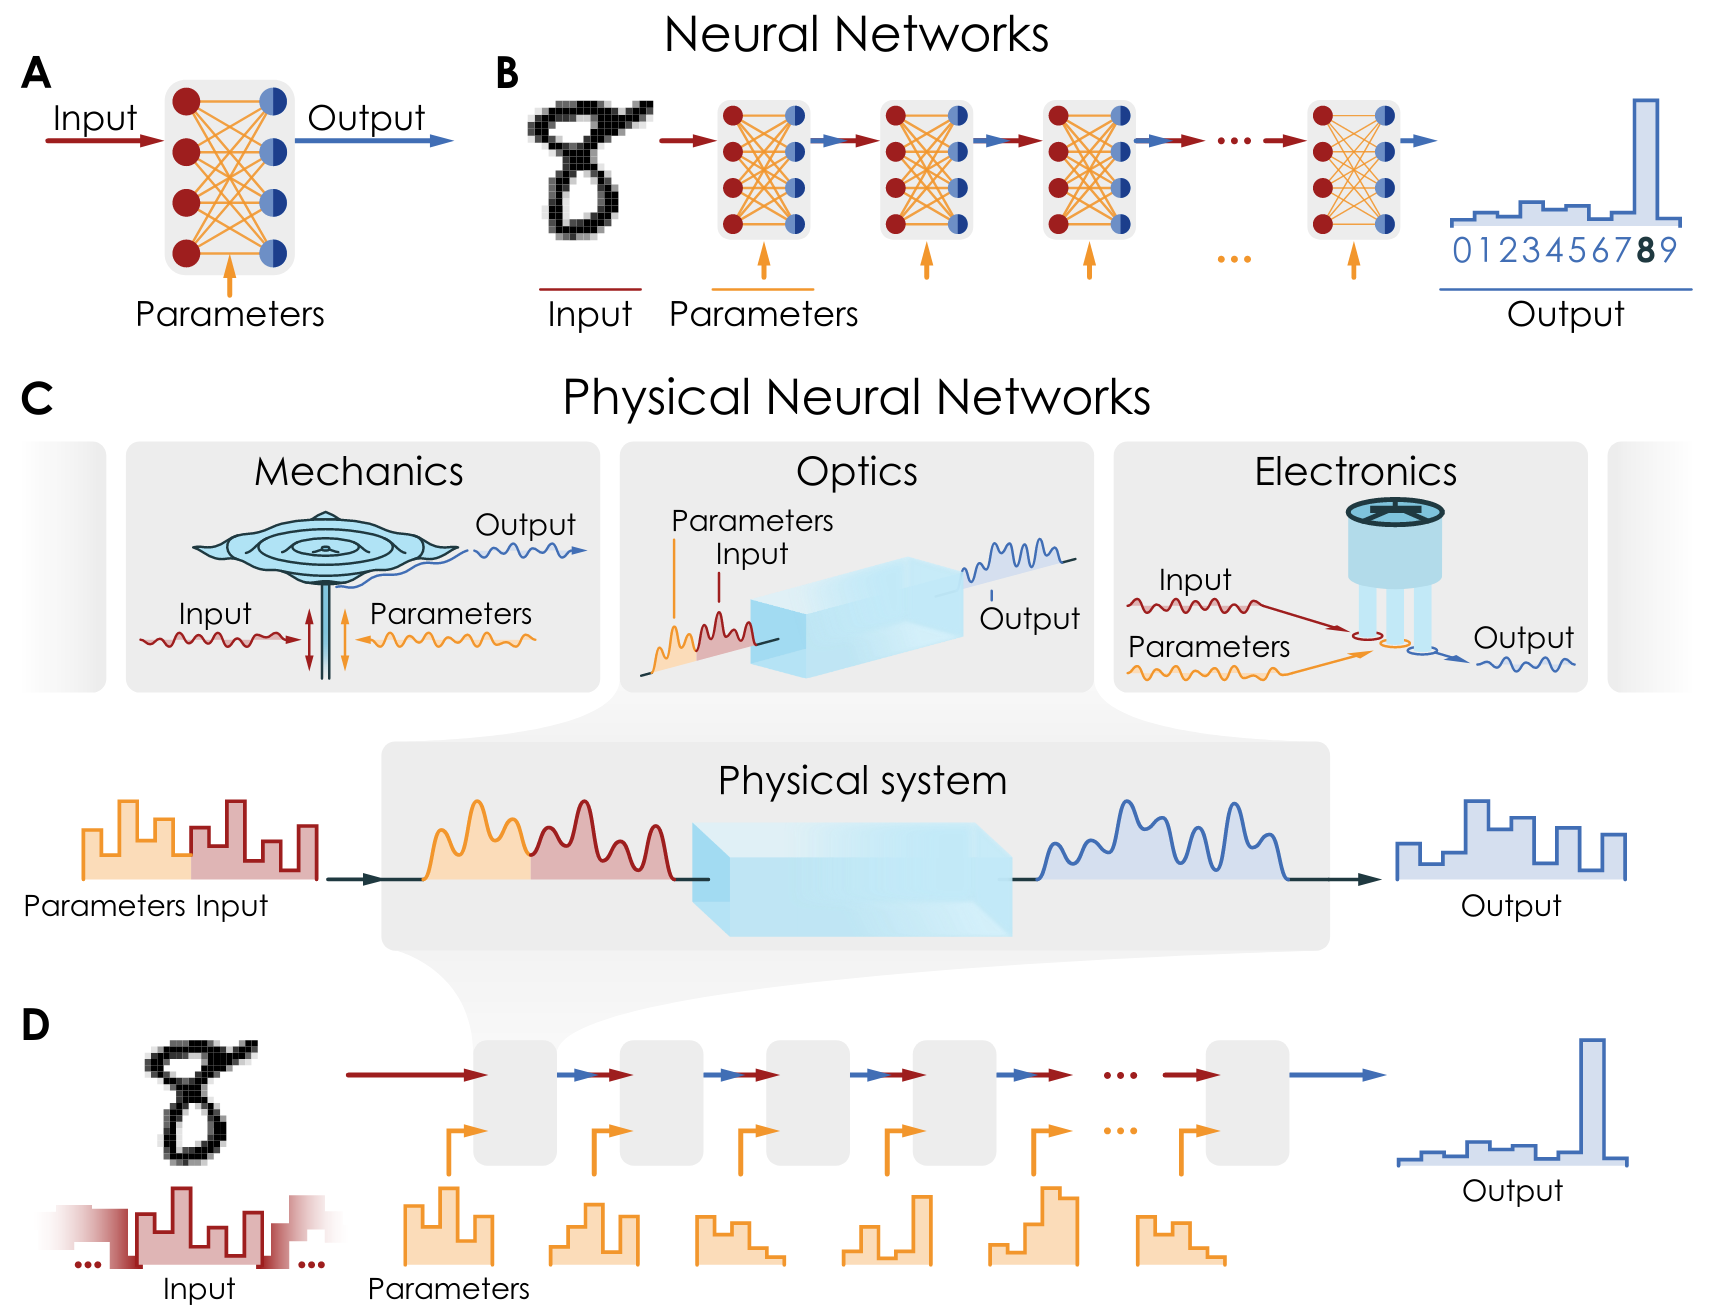 Neural Networks
A
Input
Output
Parameters
B
Input
Parameters
...
...
0123456789
Output
C
Physical Neural Networks
Mechanics
Output
Input
Parameters
Optics
Parameters
Input
Output
Electronics
Input
Parameters
Output
Physical system
Parameters Input
Output
D
...
...
Output
... ...
Input
Parameters